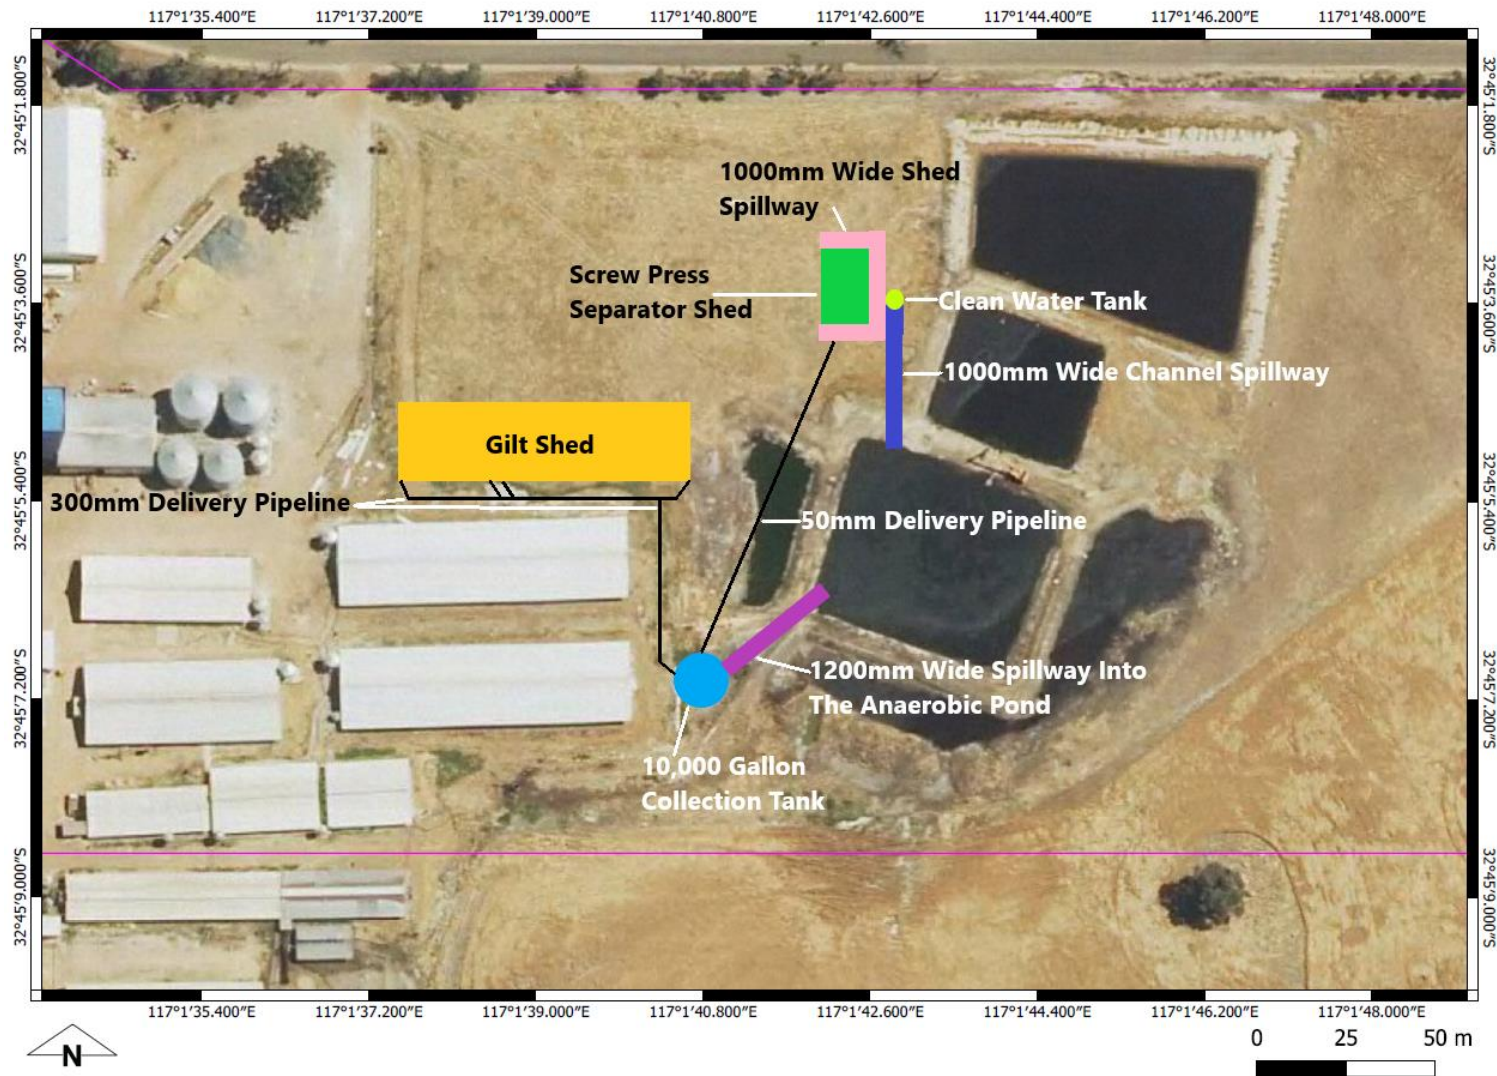 117°1'35.400"E 117°1'37.200"E 117°1'39.000"E 117°1'40.800"E 117°1'42.600"E 117°1'44.400"E 117°1'46.200"E 117°1'48.000"E
32°45'1.800"S
32°45'1.800"S
1000mm Wide Shed
Spillway
Screw Press
Separator Shed
32°45'3.600"S
32°45'3.600"S
Clean Water Tank
1000mm Wide Channel Spillway
Gilt Shed
300mm Delivery Pipeline
32°45'5.400"S
32°45'5.400"S
50mm Delivery Pipeline
1200mm Wide Spillway Into
The Anaerobic Pond
32°45'7.200"S
32°45'7.200"S
10,000 Gallon
Collection Tank
32°45'9.000"S
32°45'9.000"S
117°1'35.400"E 117°1'37.200"E 117°1'39.000"E 117°1'40.800"E 117°1'42.600"E 117°1'44.400"E 117°1'46.200"E 117°1'48.000"E
N
0 25 50 m